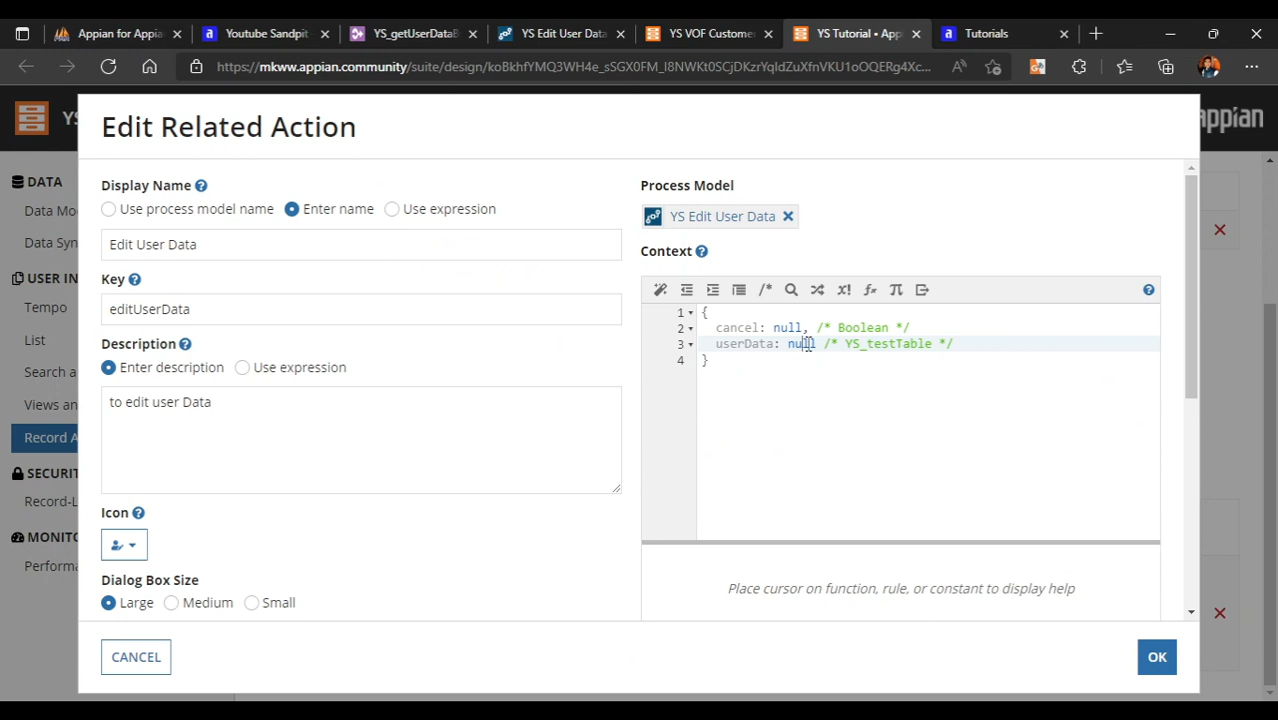 Appian for Appia
Youtube Sandpit -
YS_getUserDataB
YS Edit User Data
YS VOF Custome
YS Tutorial • App
Tutorials
https://mkww.appian.community/suite/design/koBkhfYMQ3WH4e_sSGX0FM_I8NWKt0SCjDKzrYqIdZuXfnVKU1oOQERg4Xc...
YS
appian
Edit Related Action
DATA
Data Mo
Data Syn
USER IN
Tempo
List
Search a
Views an
Record A
SECURIT
Record-L
MONITO
Performa
Display Name
Use process model name
Enter name
Use expression
Edit User Data
Key
editUserData
Description
Enter description
Use expression
to edit user Data
Icon
Dialog Box Size
Large
Medium
Small
Process Model
YS Edit User Data
Context
1 {
2 cancel: null, /* Boolean */
3 userData: null /* YS_testTable */
4 }
Place cursor on function, rule, or constant to display help
CANCEL
OK